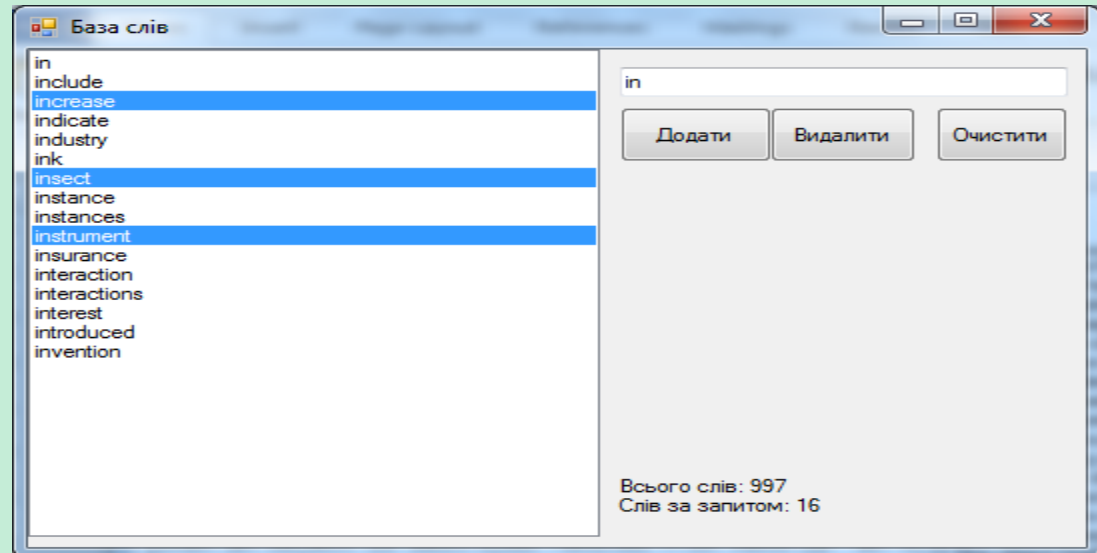 База слів
in
include
increase
indicate
industry
ink
insect
instance
instances
instrument
insurance
interaction
interactions
interest
introduced
invention
in
Додати Видалити Очистити
Всього слів: 997
Слів за запитом: 16